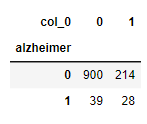 col_0 0 1
alzheimer
0 900 214
1 39 28